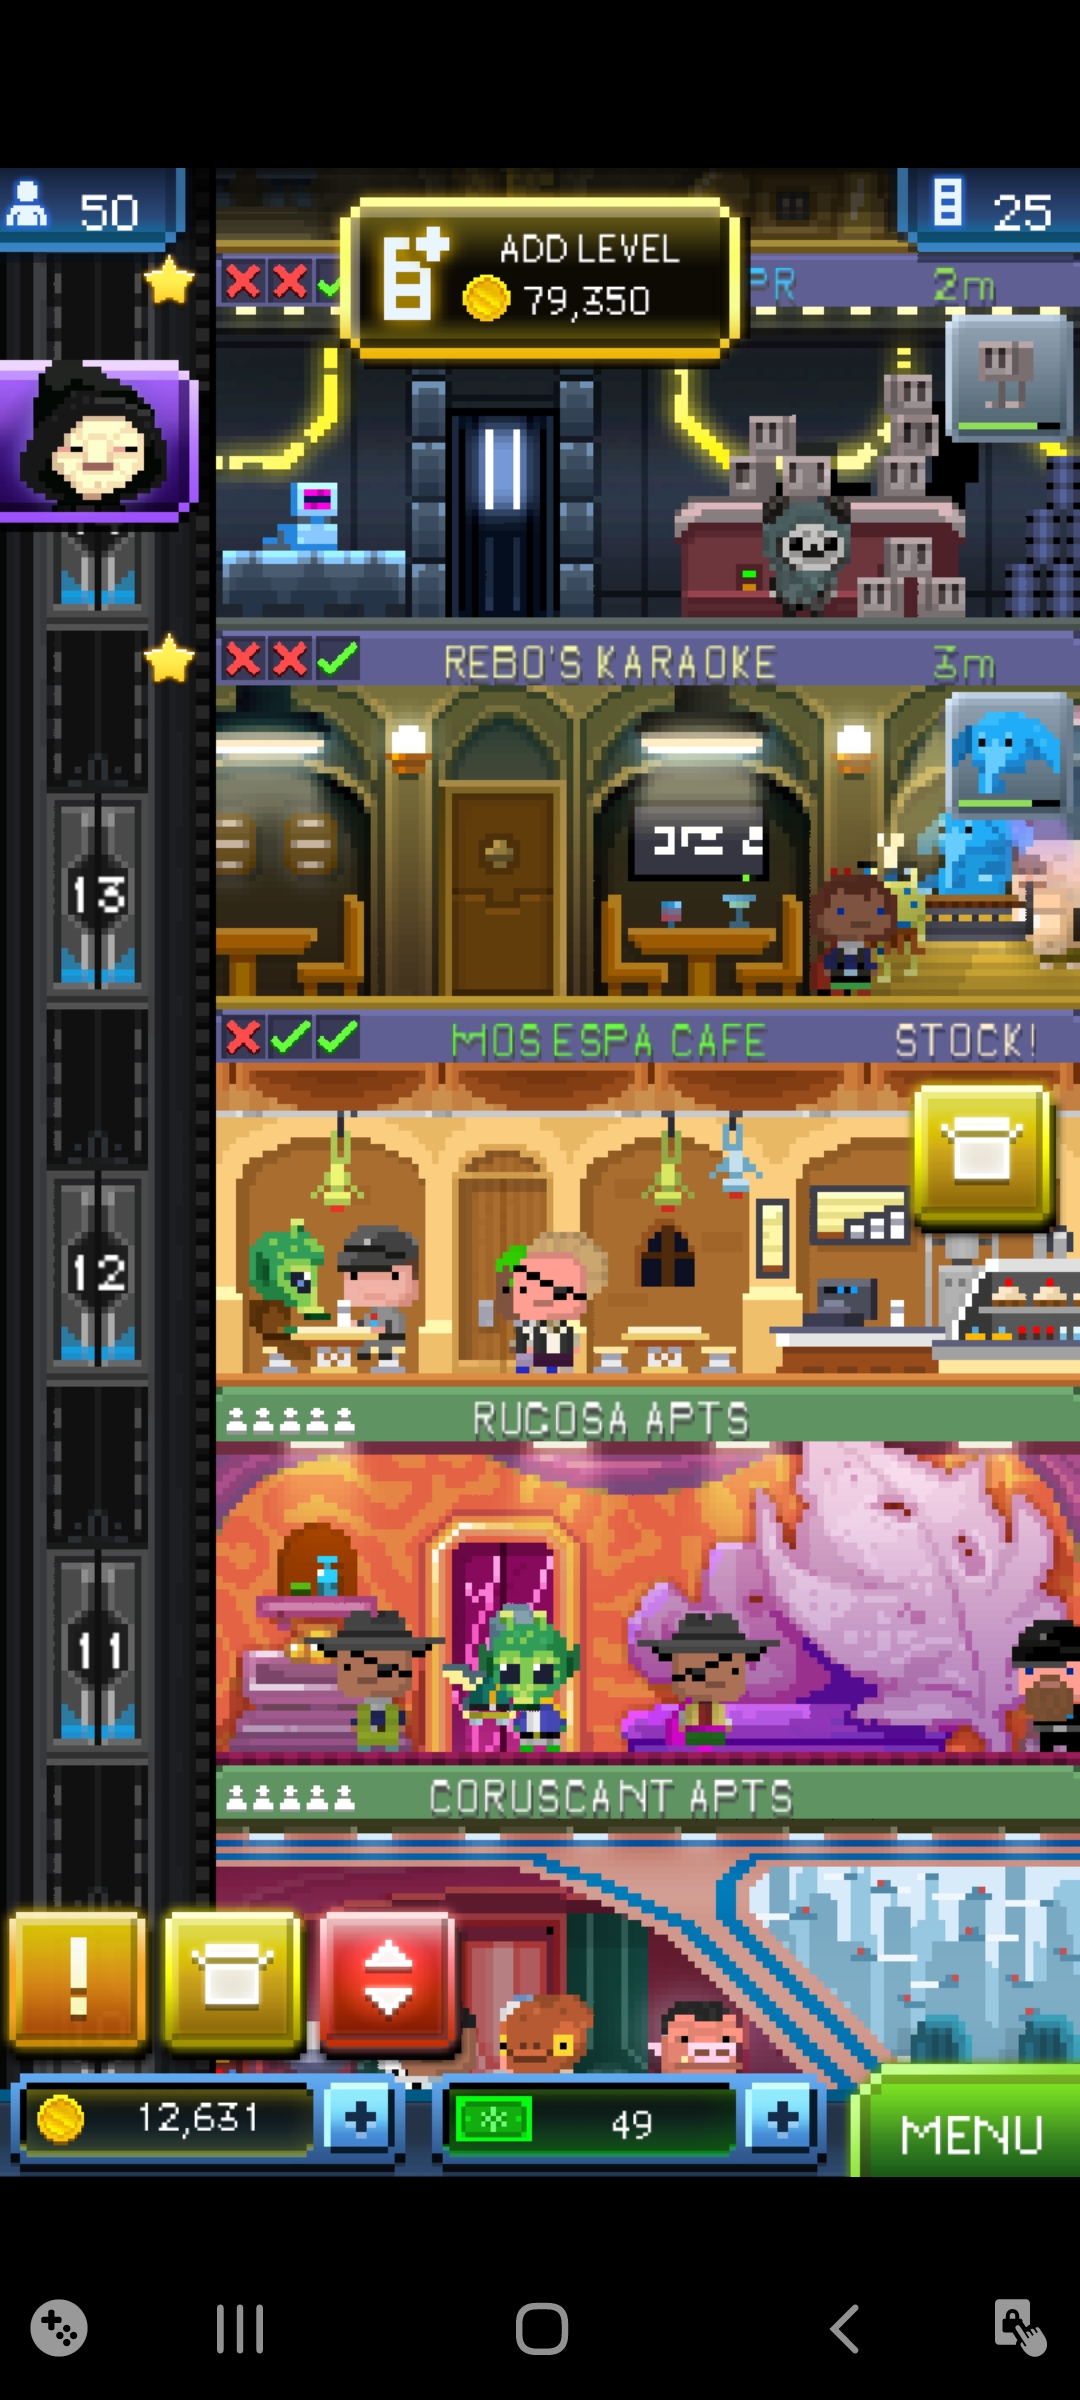 50
ADD LEVEL
79,350
25
PR
2m
REBO'S KARAOKE
3m
13
MOS ESPA CAFE
STOCK!
12
RUCOSA APTS
11
CORUSCANT APTS
12,631
49
MENU